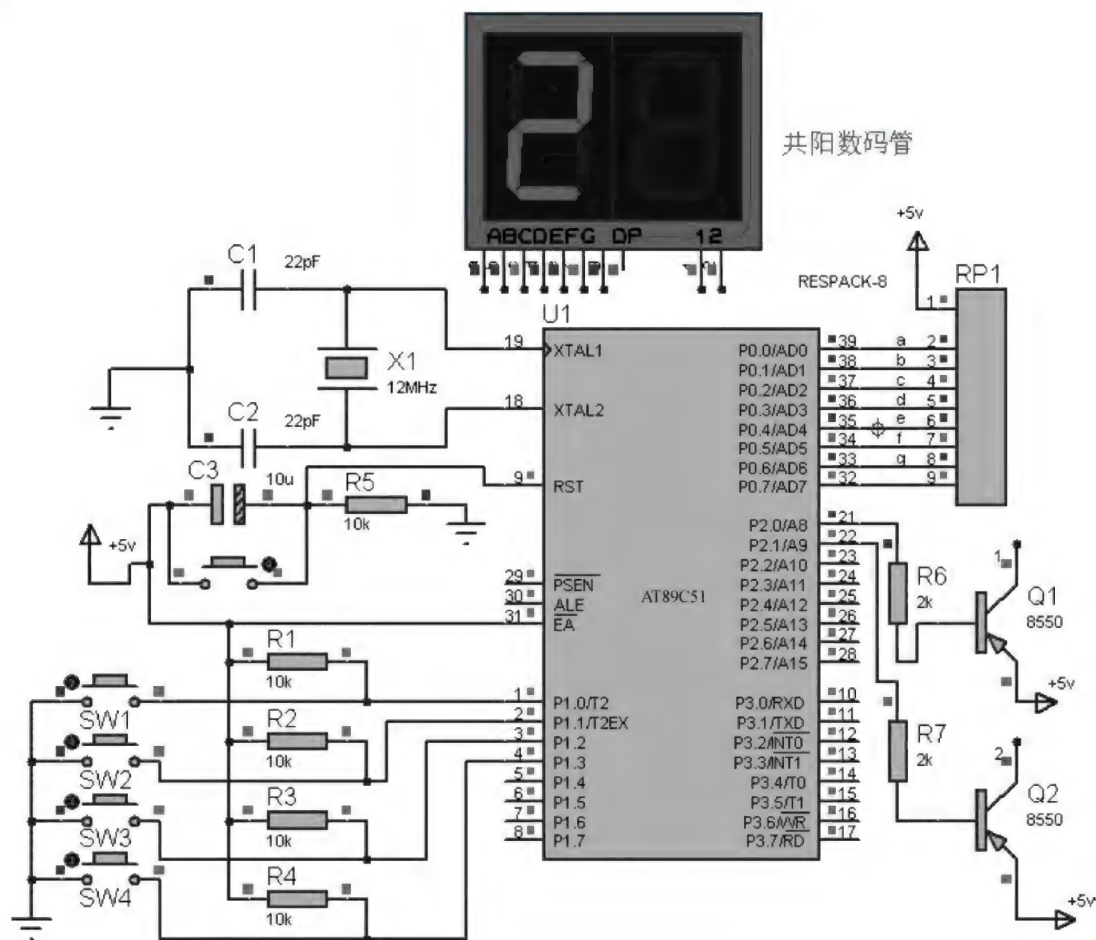 共阳数码管
ABCDEFG DP 12
+5v
C1
22pF
RESPACK-8
RP1
U1
1
19
XTAL1
X1
12MHz
18
XTAL2
C2
22pF
C3
10u
R5
10k
9
RST
+5v
29
PSEN
30
ALE
31
EA
AT89C51
P0.0/AD0 39 a 2
P0.1/AD1 38 b 3
P0.2/AD2 37 c 4
P0.3/AD3 36 d 5
P0.4/AD4 35 e 6
P0.5/AD5 34 f 7
P0.6/AD6 33 g 8
P0.7/AD7 32 9
P2.0/A8 21
P2.1/A9 22
P2.2/A10 23
P2.3/A11 24
P2.4/A12 25
P2.5/A13 26
P2.6/A14 27
P2.7/A15 28
R6
2k
1
Q1
8550
+5v
R1
10k
SW1
R2
10k
SW2
R3
10k
SW3
R4
10k
SW4
1 P1.0/T2
2 P1.1/T2EX
3 P1.2
4 P1.3
5 P1.4
6 P1.5
7 P1.6
8 P1.7
P3.0/RXD 10
P3.1/TXD 11
P3.2/INT0 12
P3.3/INT1 13
P3.4/T0 14
P3.5/T1 15
P3.6/WR 16
P3.7/RD 17
R7
2k
2
Q2
8550
+5v